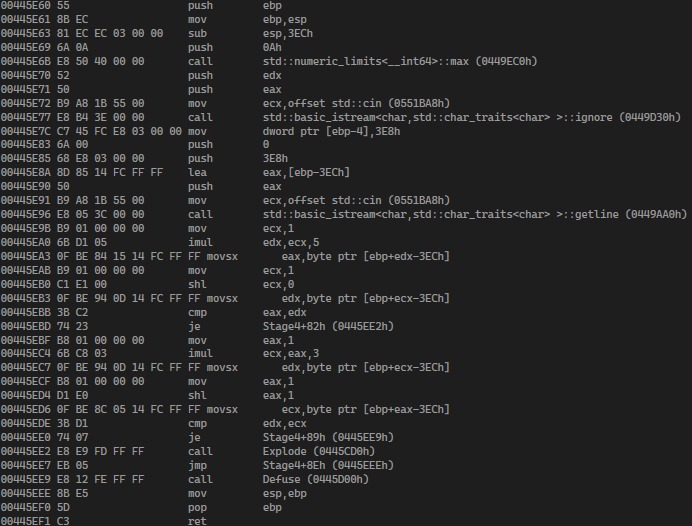 00445E60 55 push ebp
00445E61 8B EC mov ebp,esp
00445E63 81 EC EC 03 00 00 sub esp,3ECh
00445E69 6A 0A push 0Ah
00445E6B E8 50 40 00 00 call std::numeric_limits<__int64>::max (0449EC0h)
00445E70 52 push edx
00445E71 50 push eax
00445E72 B9 A8 1B 55 00 mov ecx,offset std::cin (0551BA8h)
00445E77 E8 B4 3E 00 00 call std::basic_istream<char,std::char_traits<char> >::ignore (0449D30h)
00445E7C C7 45 FC E8 03 00 00 mov dword ptr [ebp-4],3E8h
00445E83 6A 00 push 0
00445E85 68 E8 03 00 00 push 3E8h
00445E8A 8D 85 14 FC FF FF lea eax,[ebp-3ECh]
00445E90 50 push eax
00445E91 B9 A8 1B 55 00 mov ecx,offset std::cin (0551BA8h)
00445E96 E8 05 3C 00 00 call std::basic_istream<char,std::char_traits<char> >::getline (0449AA0h)
00445E9B B9 01 00 00 00 mov ecx,1
00445EA0 6B D1 05 imul edx,ecx,5
00445EA3 0F BE 84 15 14 FC FF FF movsx eax,byte ptr [ebp+edx-3ECh]
00445EAB B9 01 00 00 00 mov ecx,1
00445EB0 C1 E1 00 shl ecx,0
00445EB3 0F BE 94 0D 14 FC FF FF movsx edx,byte ptr [ebp+ecx-3ECh]
00445EBB 3B C2 cmp eax,edx
00445EBD 74 23 je Stage4+82h (0445EE2h)
00445EBF B8 01 00 00 00 mov eax,1
00445EC4 6B C8 03 imul ecx,eax,3
00445EC7 0F BE 94 0D 14 FC FF FF movsx edx,byte ptr [ebp+ecx-3ECh]
00445ECF B8 01 00 00 00 mov eax,1
00445ED4 D1 E0 shl eax,1
00445ED6 0F BE 8C 05 14 FC FF FF movsx ecx,byte ptr [ebp+eax-3ECh]
00445EDE 3B D1 cmp edx,ecx
00445EE0 74 07 je Stage4+89h (0445EE9h)
00445EE2 E8 E9 FD FF FF call Explode (0445CD0h)
00445EE7 EB 05 jmp Stage4+8Eh (0445EEEh)
00445EE9 E8 12 FE FF FF call Defuse (0445D00h)
00445EEE 8B E5 mov esp,ebp
00445EF0 5D pop ebp
00445EF1 C3 ret